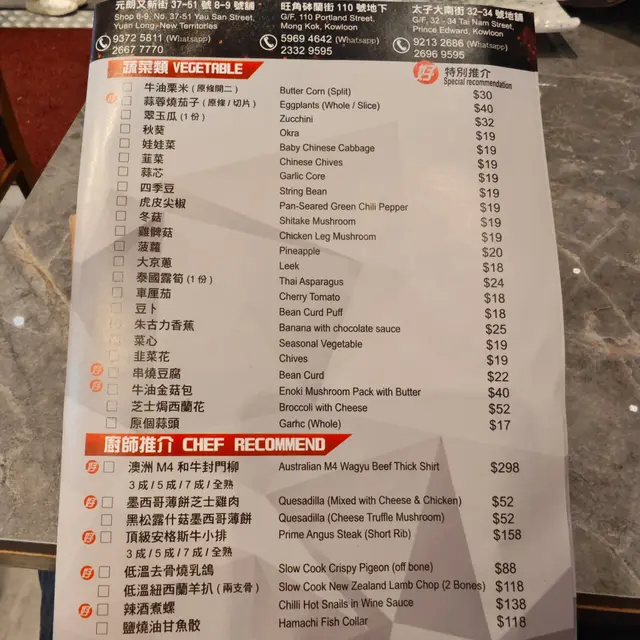 元朗又新街 37-51 號 8-9 號舖
Shop 8-9, No. 37-51 Yau San Street,
Yuen Long, New Territories
9372 5811 (Whatsapp)
2667 7770
旺角砵蘭街 110 號地下
G/F, 110 Portland Street,
Mong Kok, Kowloon
5969 4642 (Whatsapp)
2332 9595
太子大南街 32-34 號地舖
G/F, 32 - 34 Tai Nam Street,
Prince Edward, Kowloon
9213 2686 (Whatsapp)
2696 9595
蔬菜類 VEGETABLE
好 特別推介
Special recommendation
牛油栗米 (原條開二) Butter Corn (Split) $30
好 蒜蓉燒茄子 (原條 / 切片) Eggplants (Whole / Slice) $40
翠玉瓜 (1 份) Zucchini $32
秋葵 Okra $19
娃娃菜 Baby Chinese Cabbage $19
韮菜 Chinese Chives $19
蒜芯 Garlic Core $19
四季豆 String Bean $19
虎皮尖椒 Pan-Seared Green Chili Pepper $19
冬菇 Shitake Mushroom $19
雞髀菇 Chicken Leg Mushroom $19
菠蘿 Pineapple $20
大京蔥 Leek $18
泰國露筍 (1 份) Thai Asparagus $24
車厘茄 Cherry Tomato $18
豆卜 Bean Curd Puff $18
朱古力香蕉 Banana with chocolate sauce $25
菜心 Seasonal Vegetable $19
韭菜花 Chives $19
好 串燒豆腐 Bean Curd $22
好 牛油金菇包 Enoki Mushroom Pack with Butter $40
芝士焗西蘭花 Broccoli with Cheese $52
原個蒜頭 Garlic (Whole) $17
廚師推介 CHEF RECOMMEND
好 澳洲 M4 和牛封門柳 Australian M4 Wagyu Beef Thick Shirt $298
3 成 / 5 成 / 7 成 / 全熟
好 墨西哥薄餅芝士雞肉 Quesadilla (Mixed with Cheese & Chicken) $52
黑松露什菇墨西哥薄餅 Quesadilla (Cheese Truffle Mushroom) $52
好 頂級安格斯牛小排 Prime Angus Steak (Short Rib) $158
3 成 / 5 成 / 7 成 / 全熟
好 低溫去骨燒乳鴿 Slow Cook Crispy Pigeon (off bone) $88
低溫紐西蘭羊扒 (兩支骨) Slow Cook New Zealand Lamb Chop (2 Bones) $118
好 辣酒煮螺 Chilli Hot Snails in Wine Sauce $138
鹽燒油甘魚骹 Hamachi Fish Collar $118